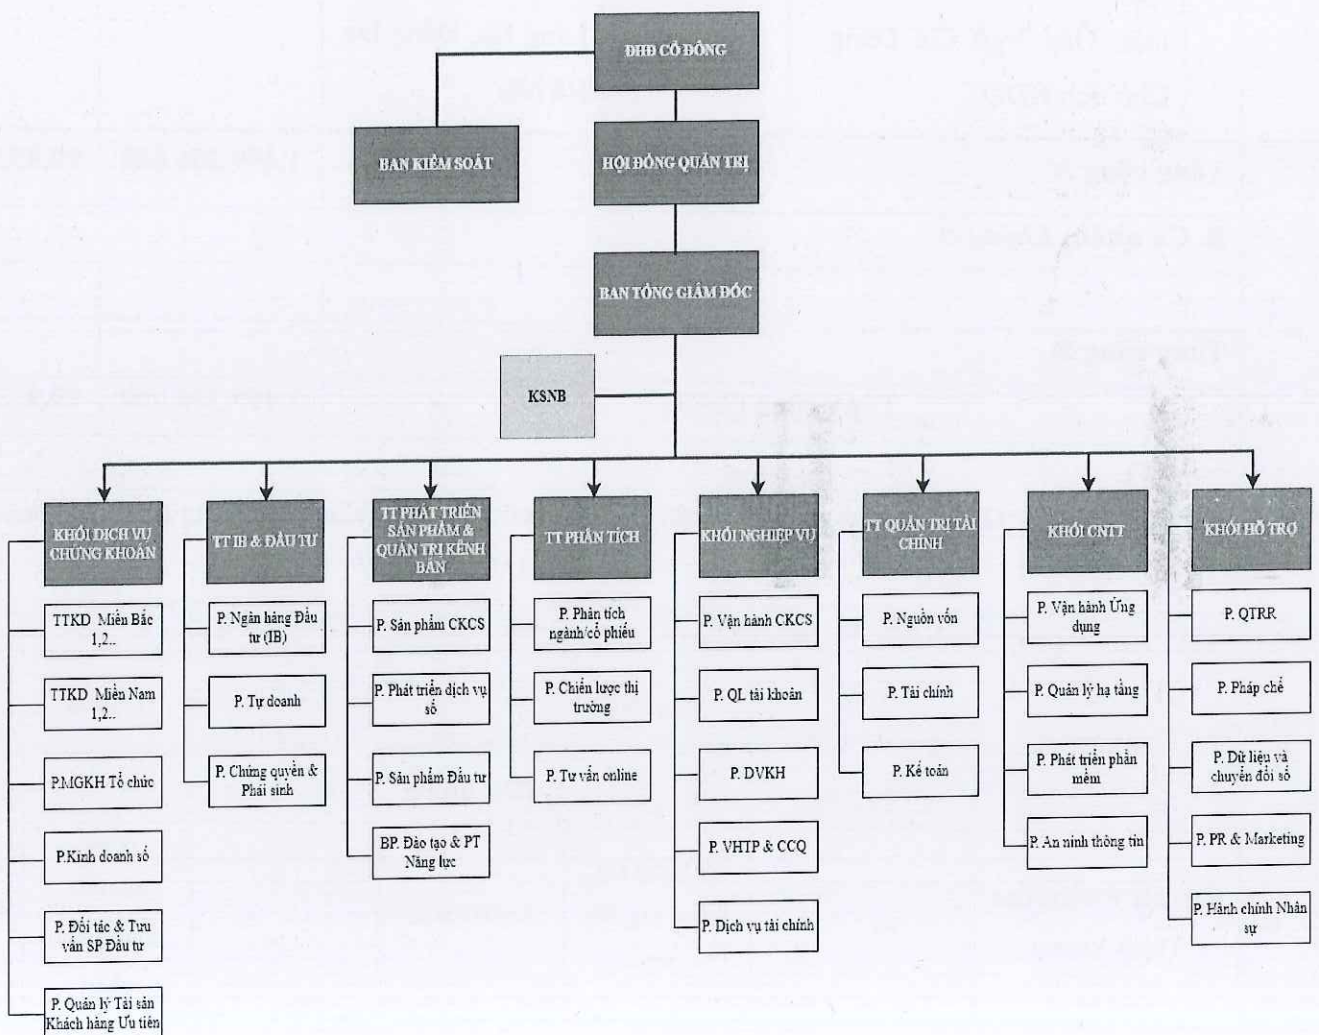 ĐHĐ CỔ ĐÔNG
BAN KIỂM SOÁT
HỘI ĐỒNG QUẢN TRỊ
BAN TỔNG GIÁM ĐỐC
KSNB
KHỐI DỊCH VỤ
CHỨNG KHOÁN
TTKD Miền Bắc
1,2..
TTKD Miền Nam
1,2..
P.MGKH Tổ chức
P.Kinh doanh số
P. Đối tác & Tưu
vấn SP Đầu tư
P. Quản lý Tài sản
Khách hàng Ưu tiên
TT IB & ĐẦU TƯ
P. Ngân hàng Đầu
tư (IB)
P. Tự doanh
P. Chứng quyền &
Phái sinh
TT PHÁT TRIỂN
SẢN PHẨM &
QUẢN TRỊ KÊNH
BÁN
P. Sản phẩm CKCS
P. Phát triển dịch vụ
số
P. Sản phẩm Đầu tư
BP. Đào tạo & PT
Năng lực
TT PHÂN TÍCH
P. Phân tích
ngành/cổ phiếu
P. Chiến lược thị
trường
P. Tư vấn online
KHỐI NGHIỆP VỤ
P. Vận hành CKCS
P. QL tài khoản
P. DVKH
P. VHTP & CCQ
P. Dịch vụ tài chính
TT QUẢN TRỊ TÀI
CHÍNH
P. Nguồn vốn
P. Tài chính
P. Kế toán
KHỐI CNTT
P. Vận hành Ứng
dụng
P. Quản lý hạ tầng
P. Phát triển phần
mềm
P. An ninh thông tin
KHỐI HỖ TRỢ
P. QTRR
P. Pháp chế
P. Dữ liệu và
chuyển đổi số
P. PR & Marketing
P. Hành chính Nhân
sự